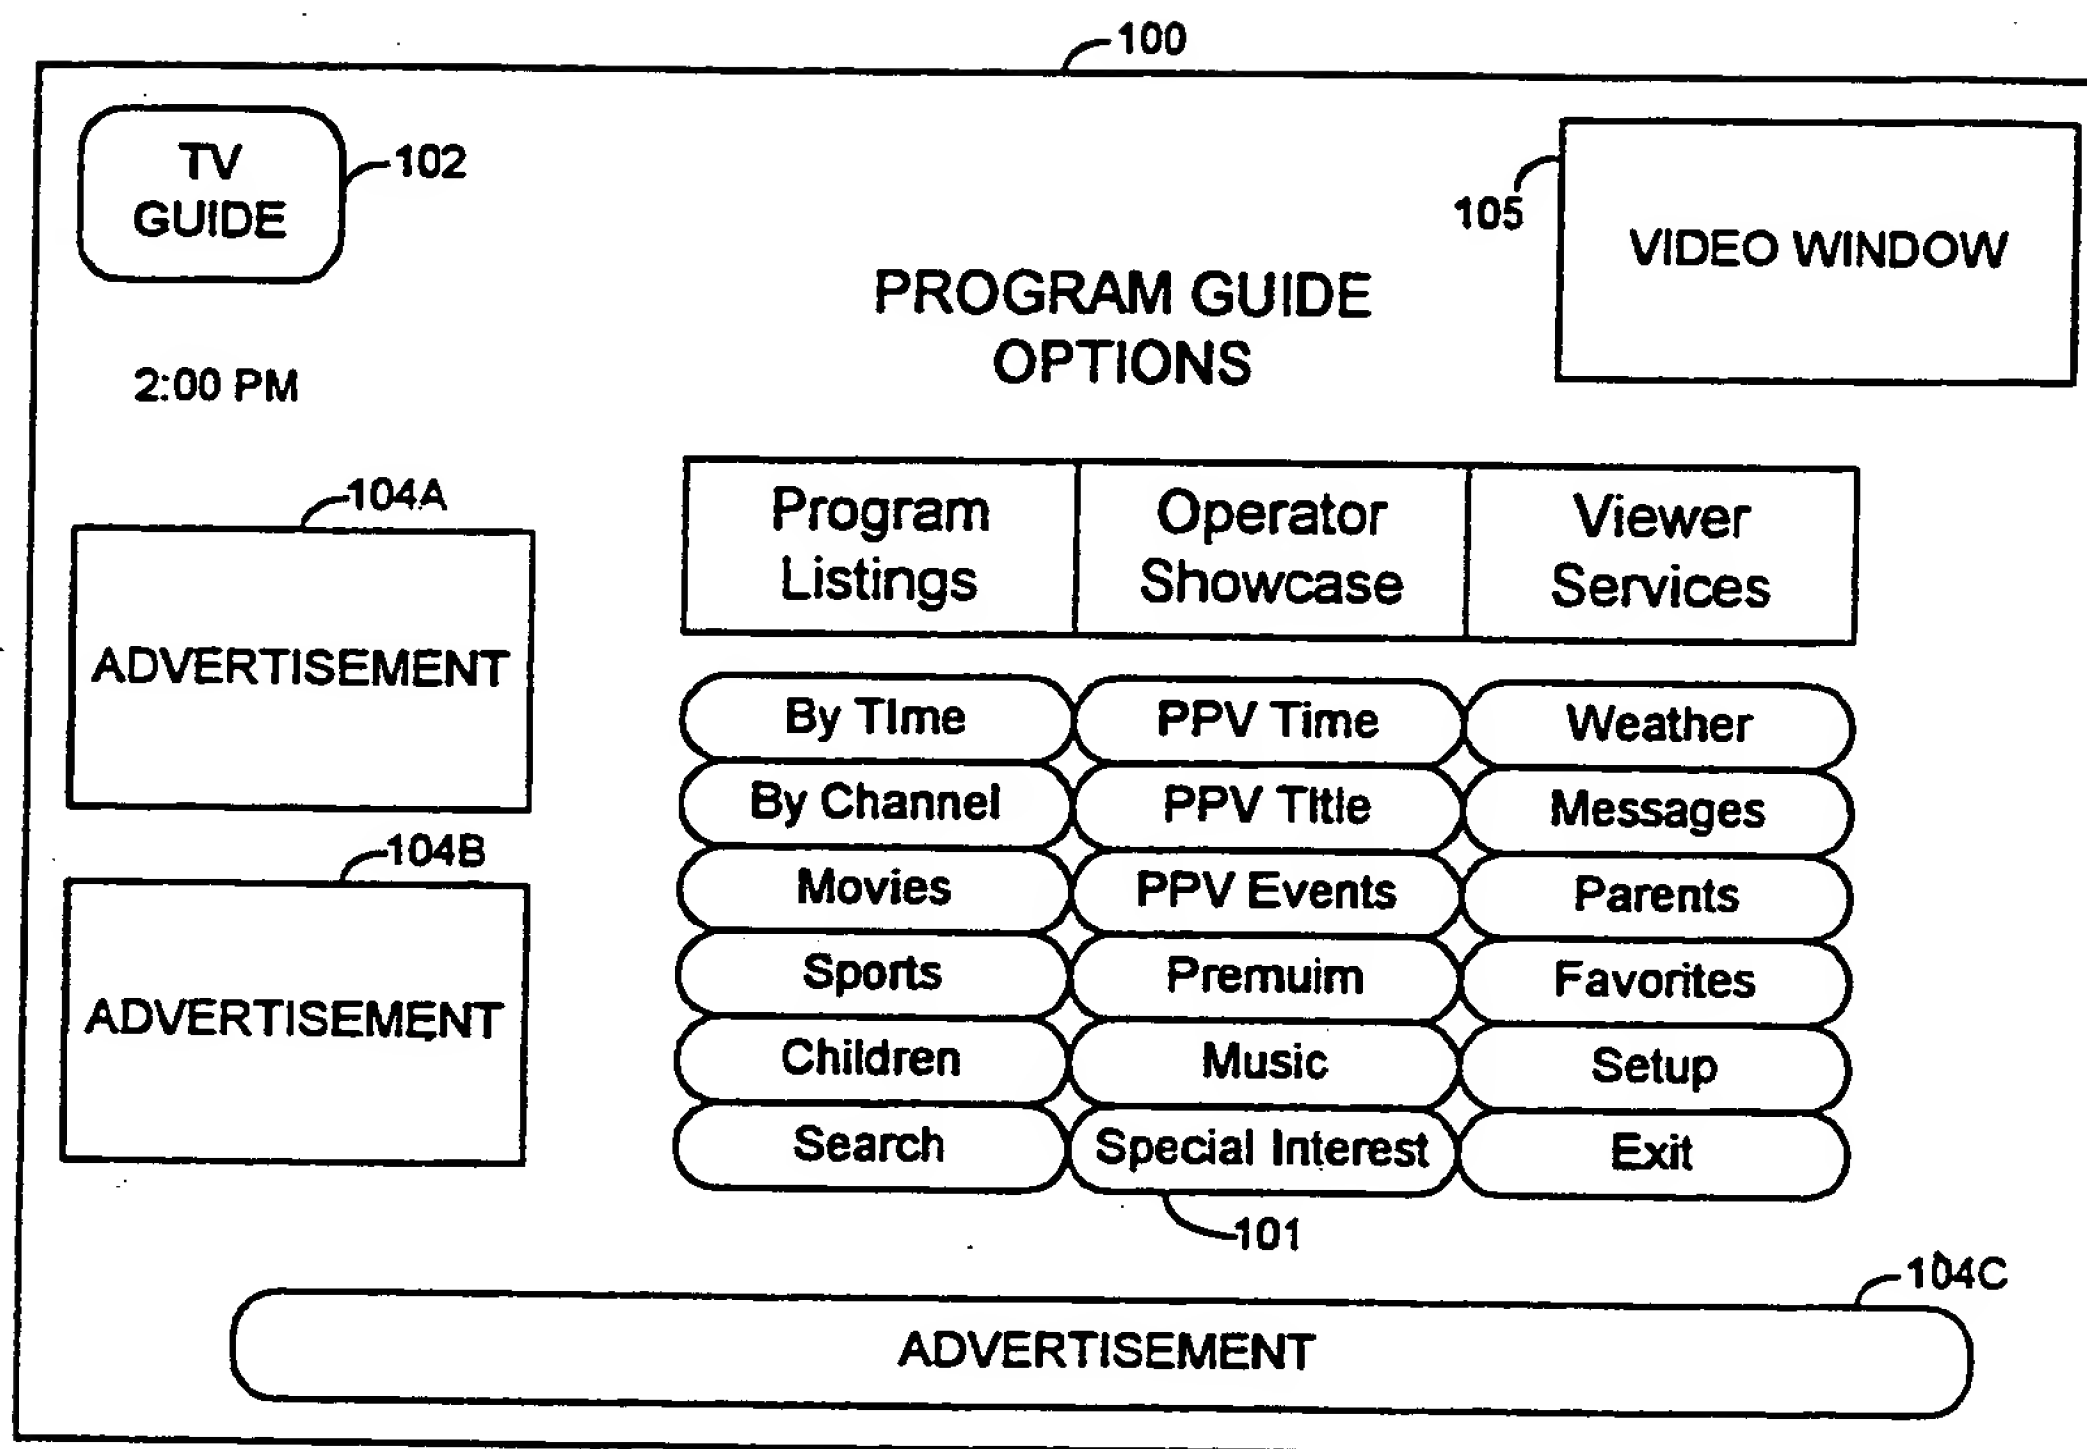 100
TV
GUIDE
102
105
VIDEO WINDOW
PROGRAM GUIDE
OPTIONS
2:00 PM
104A
ADVERTISEMENT
104B
ADVERTISEMENT
Program Listings
Operator Showcase
Viewer Services
By TIme
PPV Time
Weather
By Channel
PPV TItle
Messages
Movies
PPV Events
Parents
Sports
Premuim
Favorites
Children
Music
Setup
Search
Special Interest
Exit
101
104C
ADVERTISEMENT